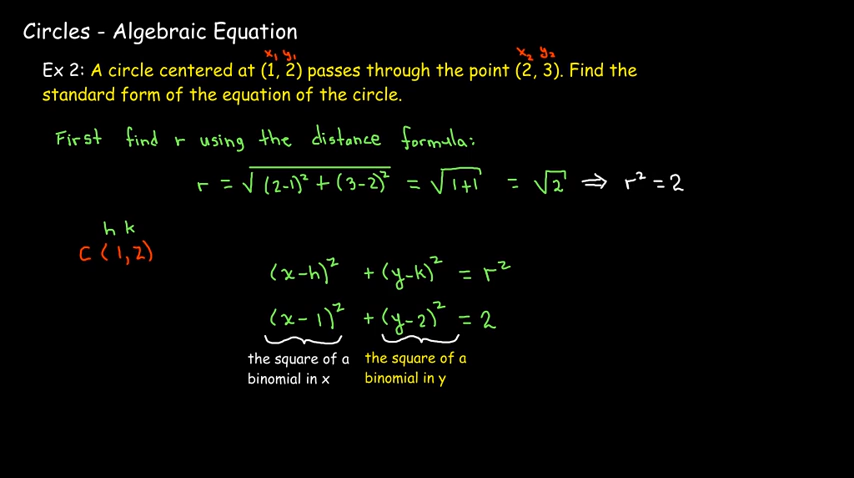 Circles - Algebraic Equation
x₁ y₁ x₂ y₂
Ex 2: A circle centered at (1, 2) passes through the point (2, 3). Find the
standard form of the equation of the circle.
First find r using the distance formula:
r = √((2-1)² + (3-2)²) = √(1+1) = √2 ⇒ r² = 2
h k
C (1, 2)
(x-h)² + (y-k)² = r²
(x-1)² + (y-2)² = 2
the square of a
binomial in x
the square of a
binomial in y